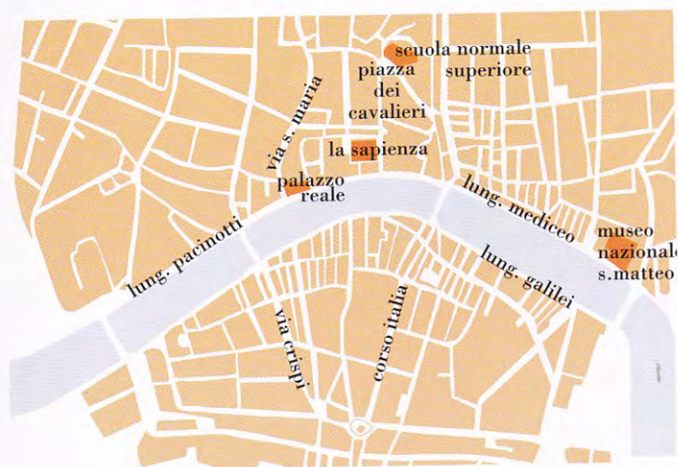 scuola normale
superiore
piazza
dei
cavalieri
via s. maria
la sapienza
palazzo
reale
lung. pacinotti
lung. mediceo
lung. galilei
museo
nazionale
s.matteo
via crispi
corso italia